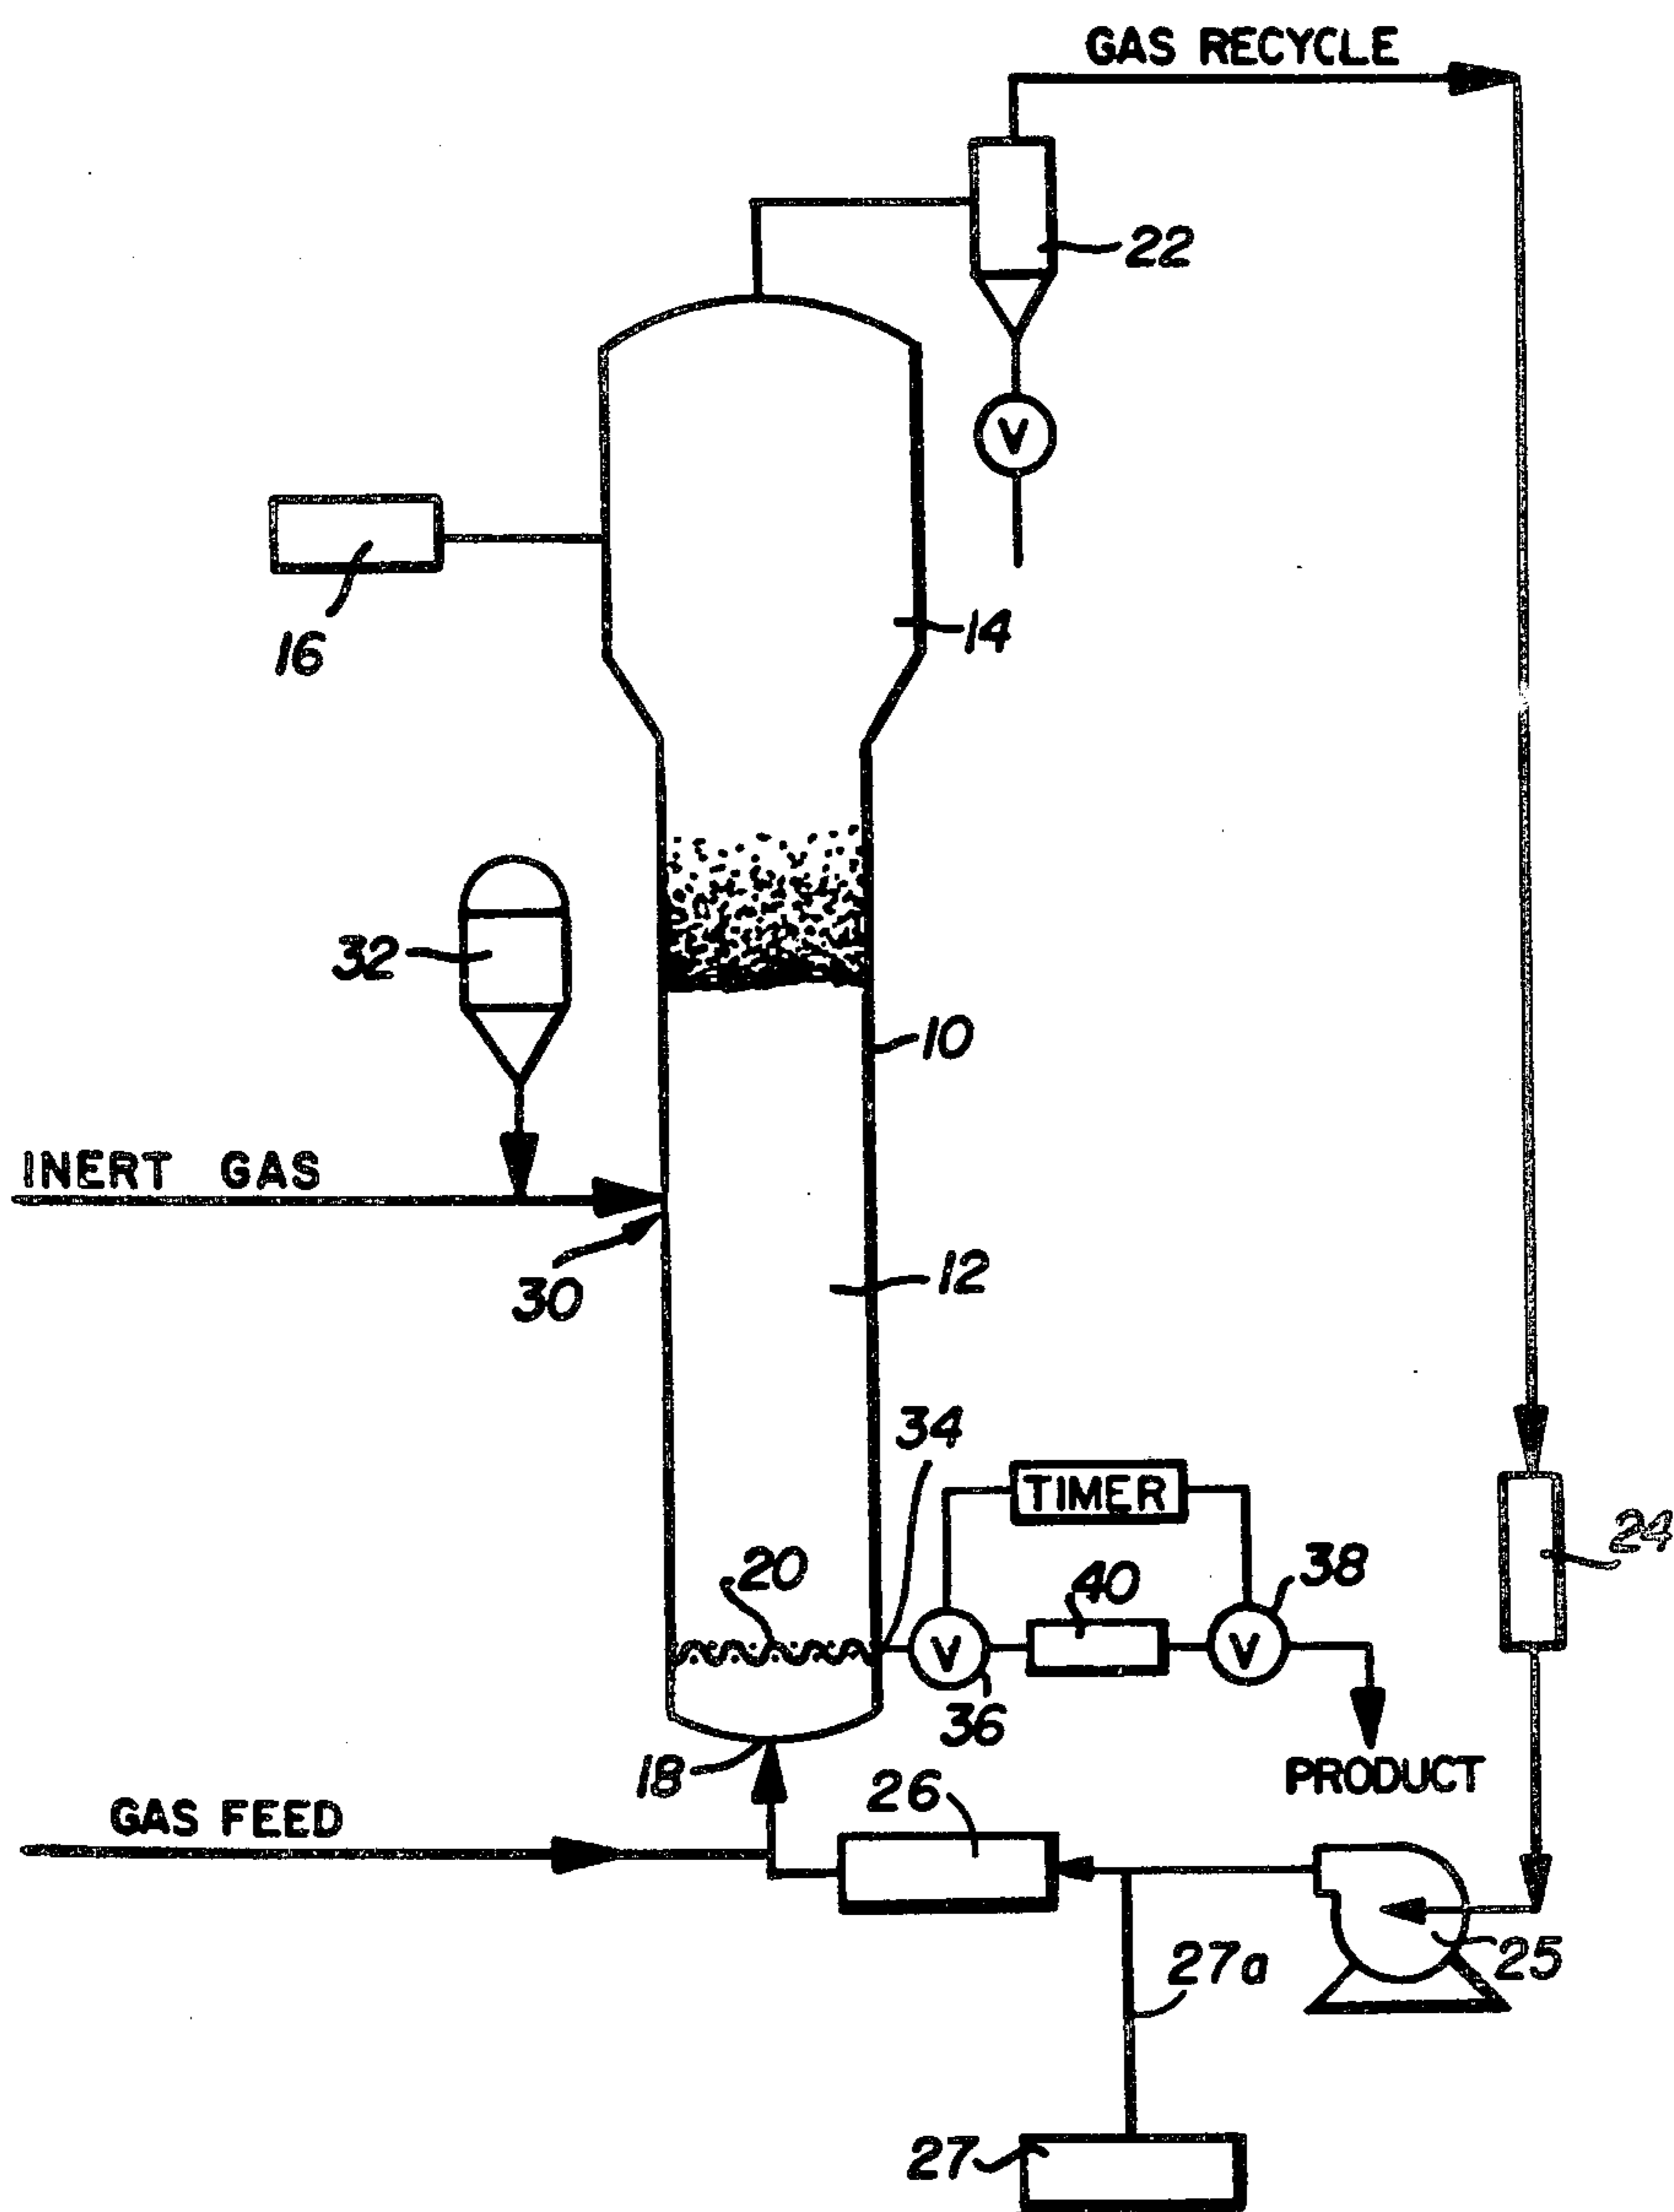 GAS RECYCLE
22
V
16
14
32
10
INERT GAS
30
12
34
TIMER
24
20
40
38
V
V
36
18
PRODUCT
GAS FEED
26
25
27a
27